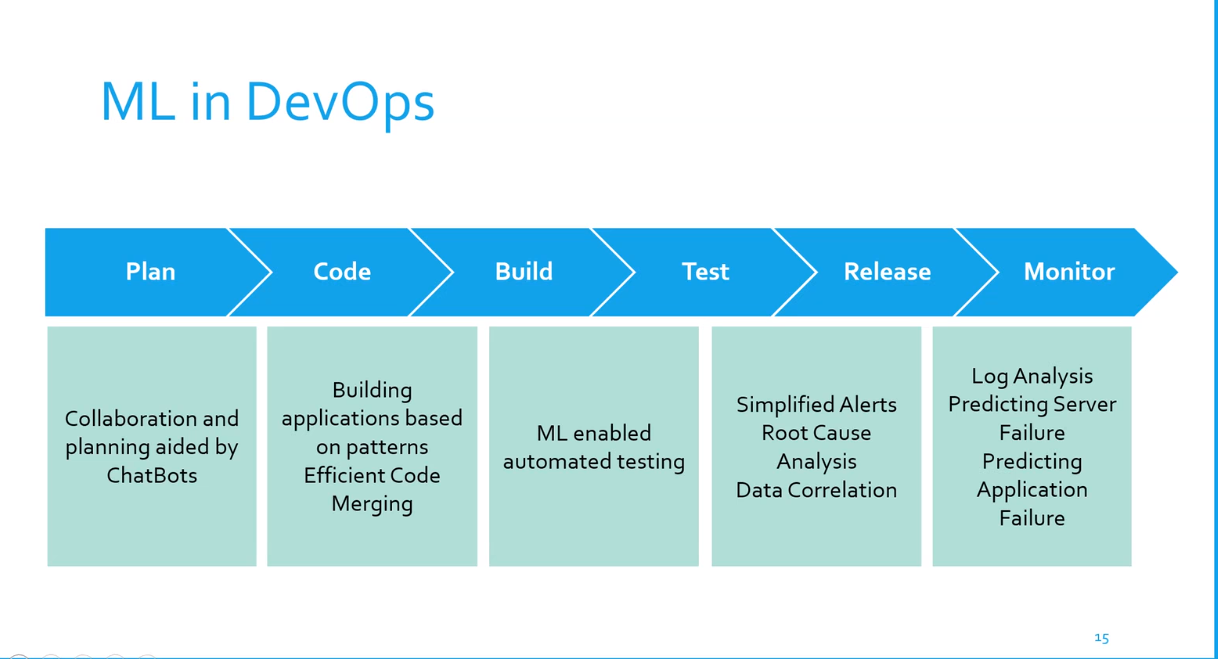 ML in DevOps
Plan
Code
Build
Test
Release
Monitor
Collaboration and
planning aided by
ChatBots
Building
applications based
on patterns
Efficient Code
Merging
ML enabled
automated testing
Simplified Alerts
Root Cause
Analysis
Data Correlation
Log Analysis
Predicting Server
Failure
Predicting
Application
Failure
15